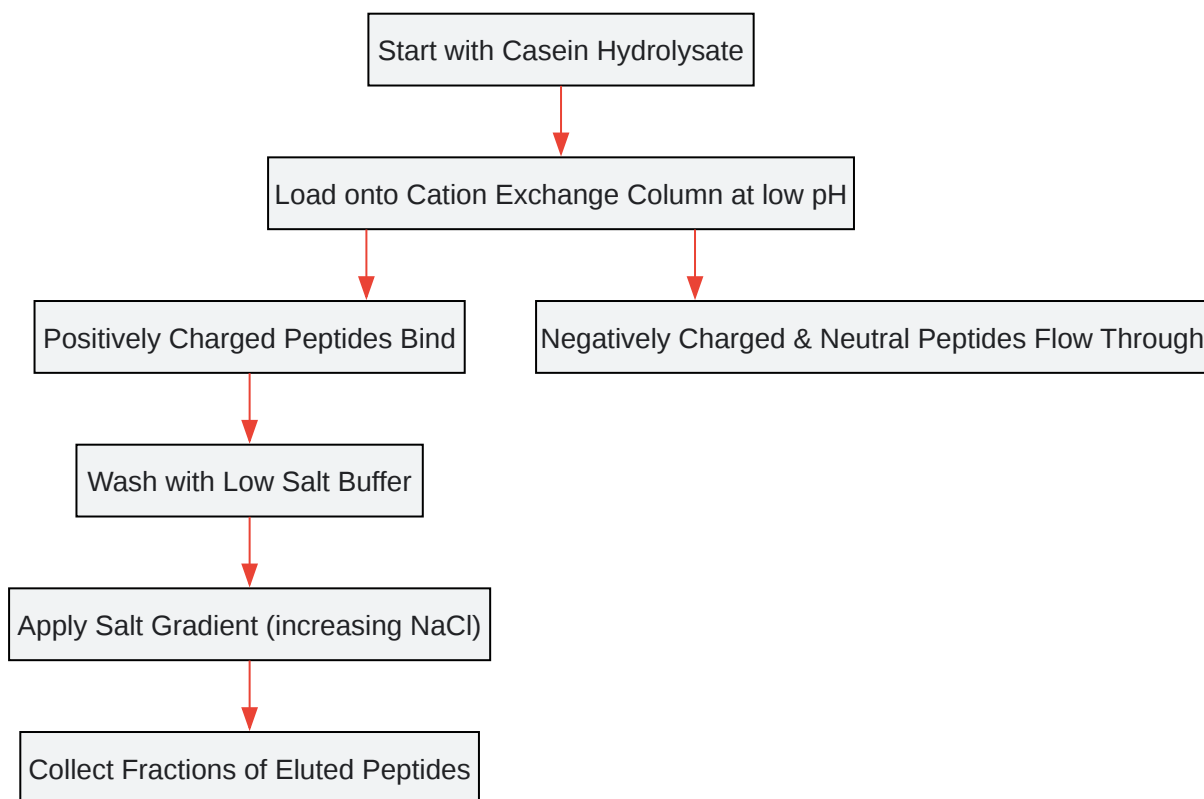 Start with Casein Hydrolysate
Load onto Cation Exchange Column at low pH
Positively Charged Peptides Bind
Negatively Charged & Neutral Peptides Flow Through
Wash with Low Salt Buffer
Apply Salt Gradient (increasing NaCl)
Collect Fractions of Eluted Peptides